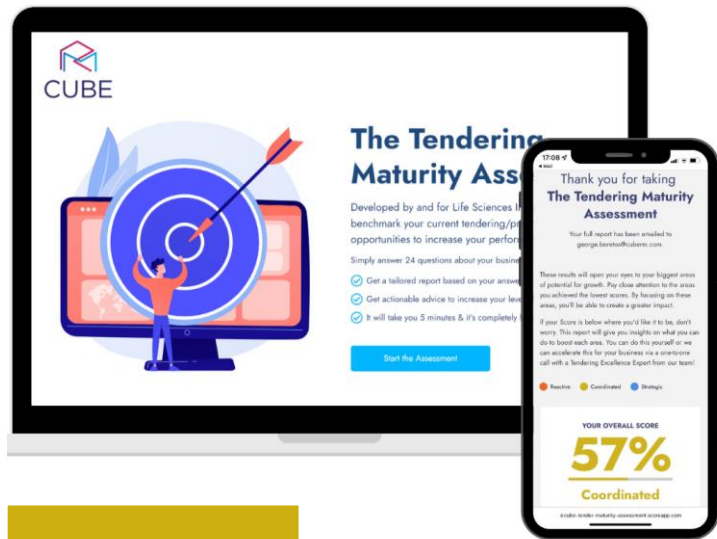 CUBE
The Tendering
Maturity Ass
Developed by and for Life Sciences I
benchmark your current tendering/pr
opportunities to increase your perfor
Simply answer 24 questions about your busine
Get a tailored report based on your answe
Get actionable advice to increase your leve
It will take you 5 minutes & it's completely
Start the Assessment
17:08
Thank you for taking
The Tendering Maturity
Assessment
Your full report has been emailed to
george.baretos@cuberm.com.
These results will open your eyes to your biggest areas
of potential for growth. Pay close attention to the areas
you achieved the lowest scores. By focusing on these
areas, you'll be able to create a greater impact.
If your Score is below where you'd like it to be, don't
worry. This report will give you insights on what you can
do to boost each area. You can do this yourself or we
can accelerate this for your business via a one-to-one
call with a Tendering Excellence Expert from our team!
Reactive Coordinated Strategic
YOUR OVERALL SCORE
57%
Coordinated